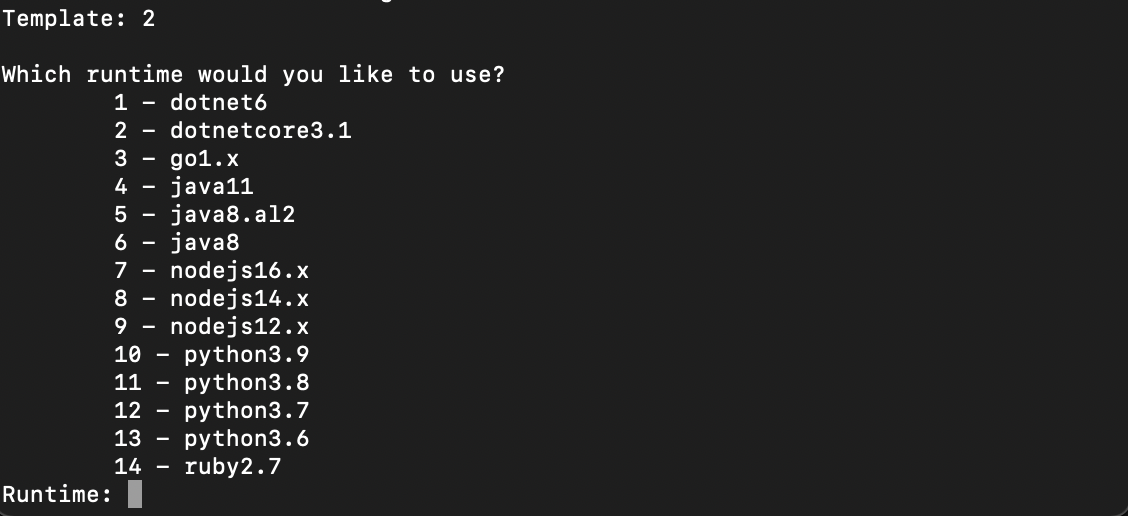 Template: 2
Which runtime would you like to use?
1 - dotnet6
2 - dotnetcore3.1
3 - go1.x
4 - java11
5 - java8.al2
6 - java8
7 - nodejs16.x
8 - nodejs14.x
9 - nodejs12.x
10 - python3.9
11 - python3.8
12 - python3.7
13 - python3.6
14 - ruby2.7
Runtime: